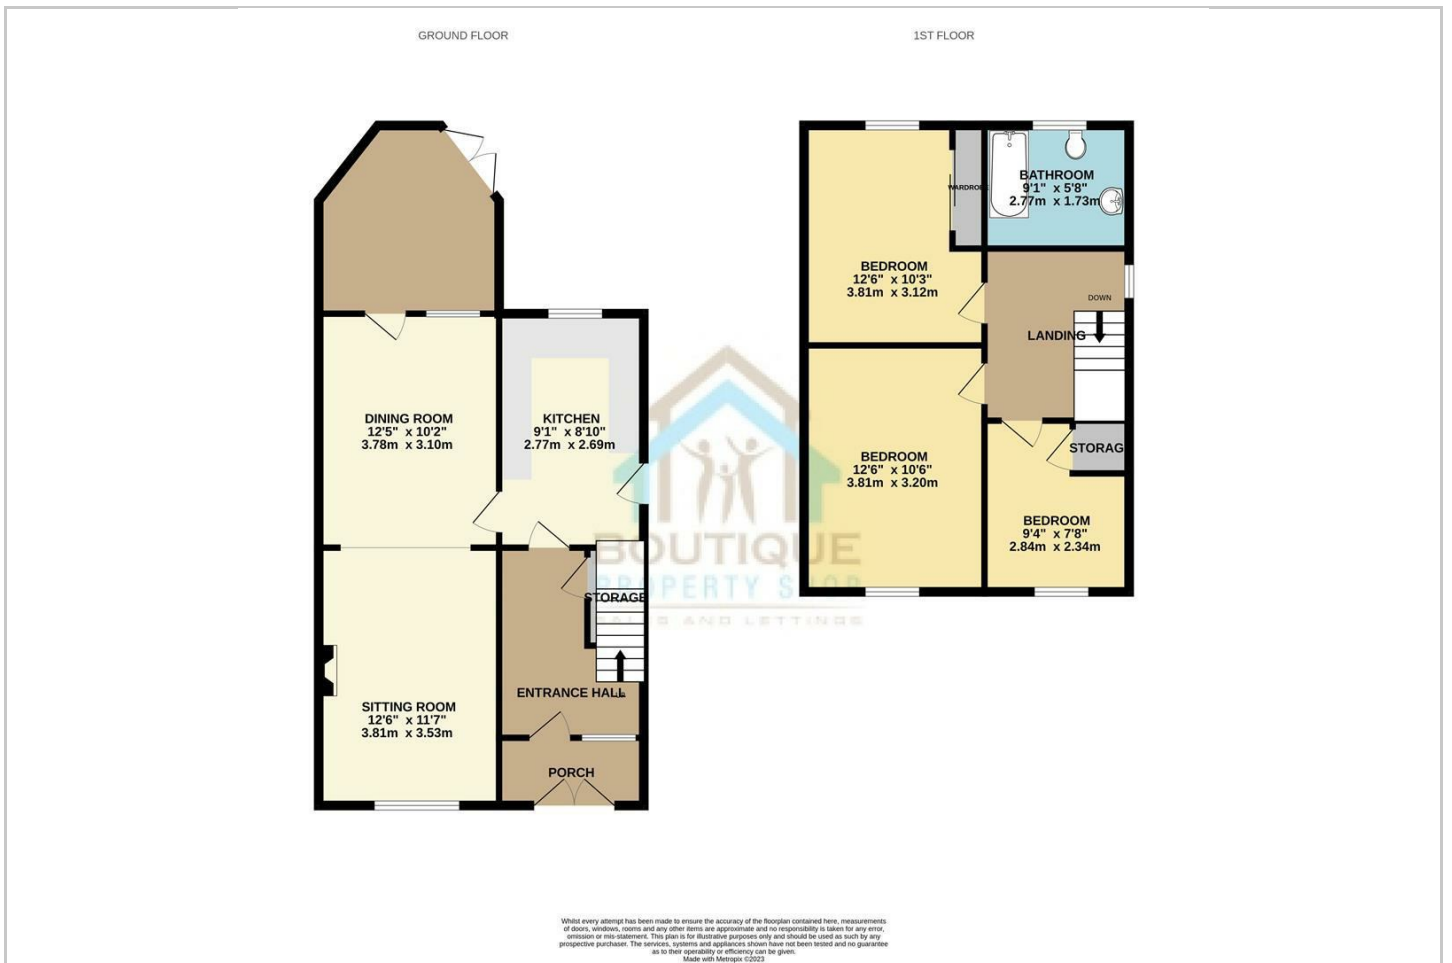 GROUND FLOOR
1ST FLOOR
DINING ROOM
12'5" x 10'2"
3.78m x 3.10m
KITCHEN
9'1" x 8'10"
2.77m x 2.69m
STORAGE
ENTRANCE HALL
SITTING ROOM
12'6" x 11'7"
3.81m x 3.53m
PORCH
WARDROBE
BATHROOM
9'1" x 5'8"
2.77m x 1.73m
BEDROOM
12'6" x 10'3"
3.81m x 3.12m
DOWN
LANDING
BEDROOM
12'6" x 10'6"
3.81m x 3.20m
STORAG
BEDROOM
9'4" x 7'8"
2.84m x 2.34m
BOUTIQUE
PROPERTY SHOP
SALES AND LETTINGS
Whilst every attempt has been made to ensure the accuracy of the floorplan contained here, measurements
of doors, windows, rooms and any other items are approximate and no responsibility is taken for any error,
omission or mis-statement. This plan is for illustrative purposes only and should be used as such by any
prospective purchaser. The services, systems and appliances shown have not been tested and no guarantee
as to their operability or efficiency can be given.
Made with Metropix ©2023